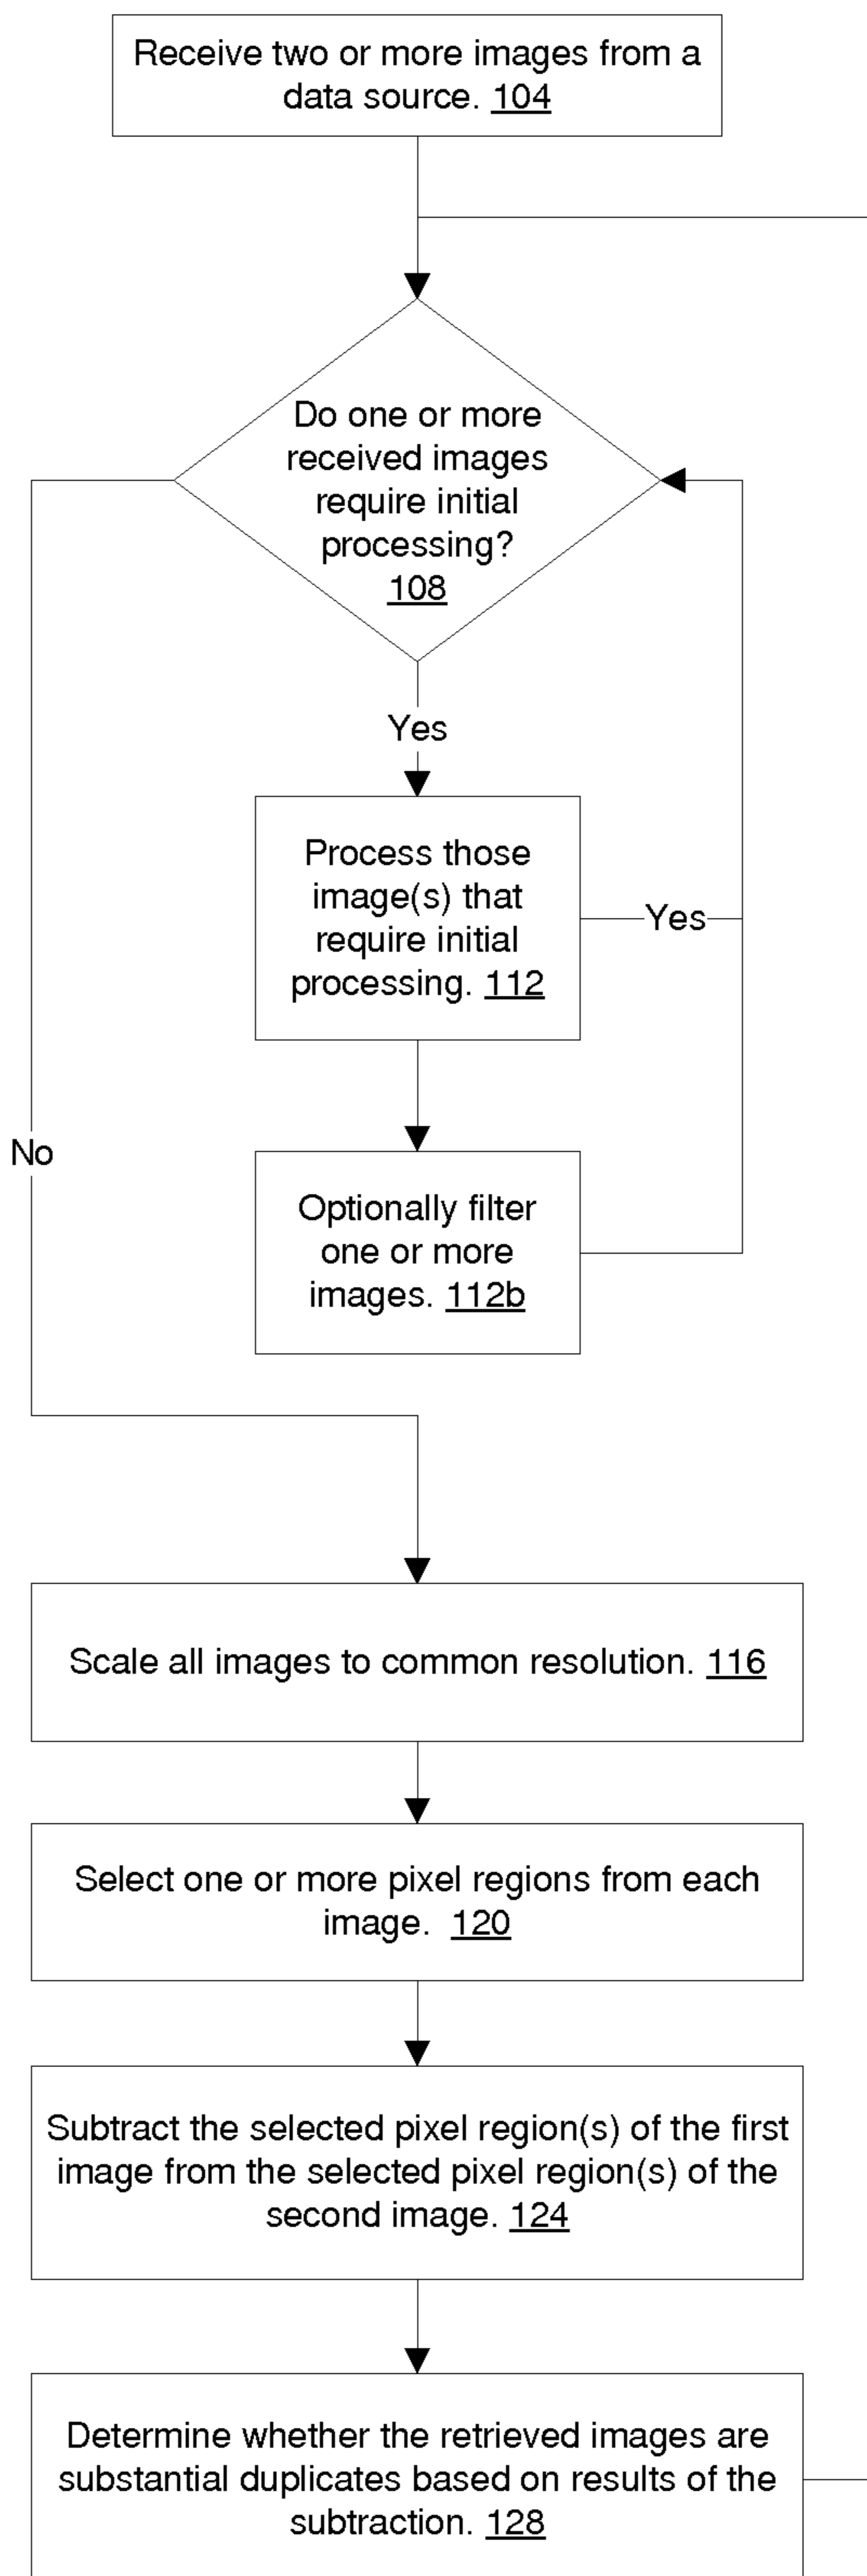 Receive two or more images from a
data source. 104
Do one or more
received images
require initial
processing?
108
Yes
Process those
image(s) that
require initial
processing. 112
Yes
No
Optionally filter
one or more
images. 112b
Scale all images to common resolution. 116
Select one or more pixel regions from each
image. 120
Subtract the selected pixel region(s) of the first
image from the selected pixel region(s) of the
second image. 124
Determine whether the retrieved images are
substantial duplicates based on results of the
subtraction. 128